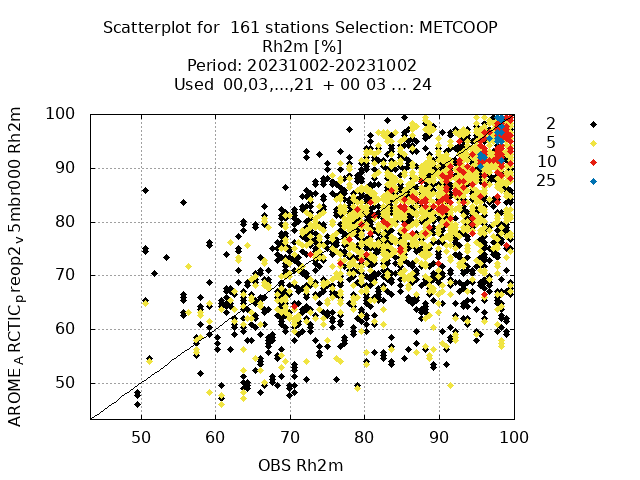 Scatterplot for 161 stations Selection: METCOOP
Rh2m [%]
Period: 20231002-20231002
Used 00,03,...,21 + 00 03 ... 24
AROME_ARCTIC_preop2_v5mbr000 Rh2m
100
90
80
70
60
50
50 60 70 80 90 100
OBS Rh2m
2
5
10
25